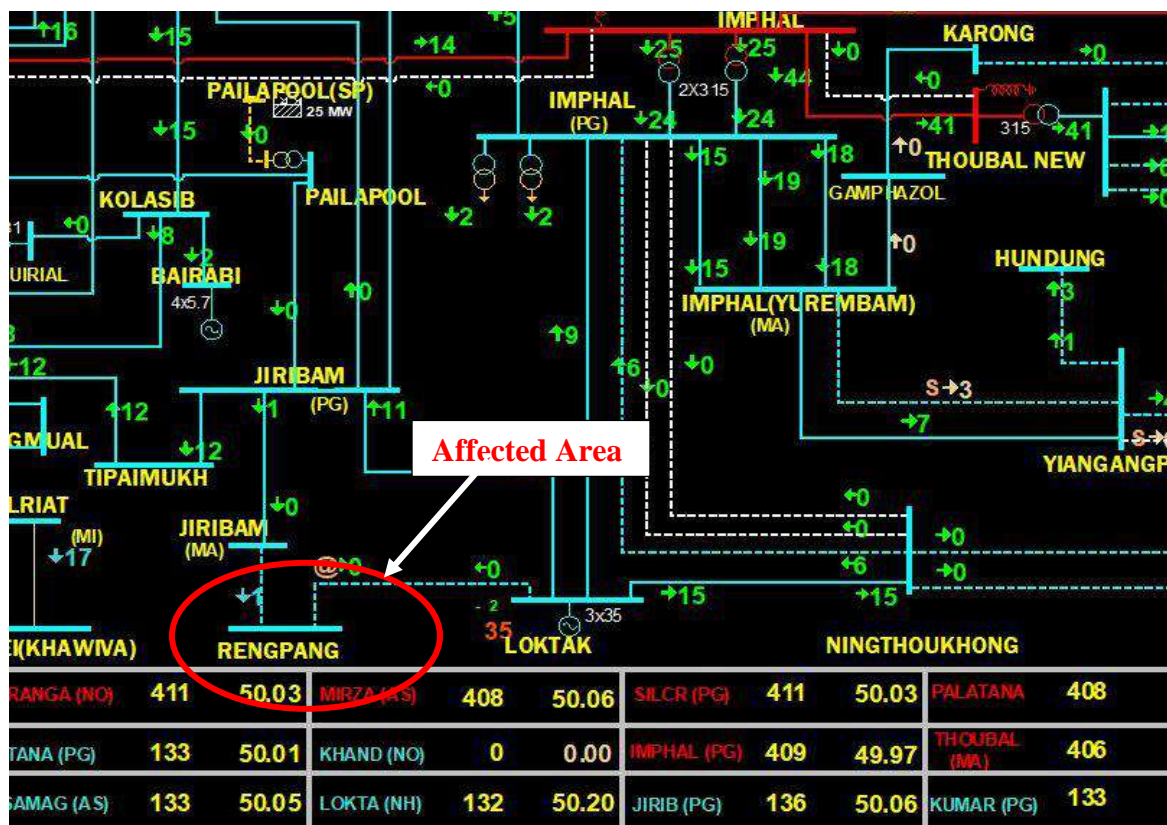 ↑16
↓15
→14
↑5
IMPHAL
↓25
↓25
↓44
↓0
KARONG
→0
PAILAPOOL(SP)
25 MW
←0
IMPHAL
(PG)
2X315
←0
↓15
↓0
↓24
↓24
→41
315
→41
↓15
↓19
↓18
↑0
THOUBAL NEW
KOLASIB
PAILAPOOL
↓2
↓2
GAMPHAZOL
←0
↓8
↓2
UIRIAL
BAIRABI
4x5.7
↓0
↑0
↓15
↓19
↓18
↑0
HUNDUNG
IMPHAL(YUREMBAM)
(MA)
↑3
↑9
↑6
↓0
↓0
↑1
12
JIRIBAM
(PG)
↑12
↓1
↑11
S→3
→7
GMUAL
↓12
Affected Area
TIPAIMUKH
YIANGANGP
LRIAT
(MI)
↓17
JIRIBAM
(MA)
↓0
←0
←0
→0
@→0
←0
←6
→0
↓1
- 2
35
3x35
→15
→15
EI(KHAWIVA)
RENGPANG
LOKTAK
NINGTHOUKHONG
RANGA (NO) 411 50.03 MIRZA (AS) 408 50.06 SILCR (PG) 411 50.03 PALATANA 408
TANA (PG) 133 50.01 KHAND (NO) 0 0.00 IMPHAL (PG) 409 49.97 THOUBAL (MA) 406
SAMAG (AS) 133 50.05 LOKTA (NH) 132 50.20 JIRIB (PG) 136 50.06 KUMAR (PG) 133